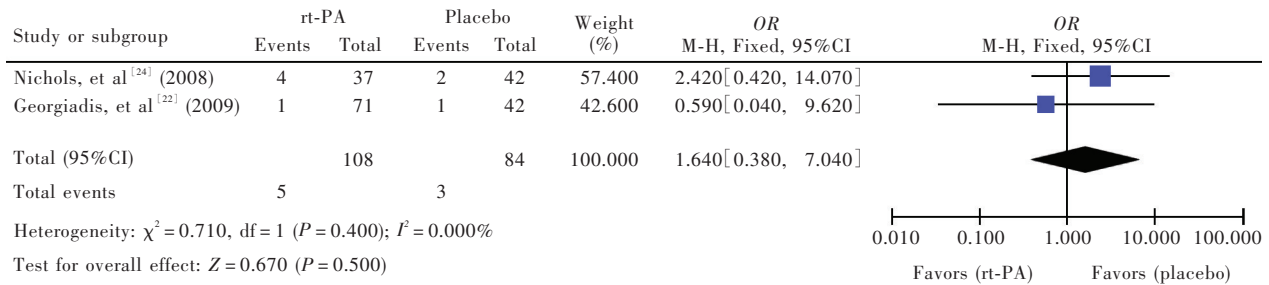 Study or subgroup rt-PA Placebo Weight (%) OR M-H, Fixed, 95%CI OR M-H, Fixed, 95%CI
Events Total Events Total
Nichols, et al[24] (2008) 4 37 2 42 57.400 2.420[0.420, 14.070]
Georgiadis, et al[22] (2009) 1 71 1 42 42.600 0.590[0.040, 9.620]
Total (95%CI) 108 84 100.000 1.640[0.380, 7.040]
Total events 5 3
Heterogeneity: χ² = 0.710, df = 1 (P = 0.400); I² = 0.000%
Test for overall effect: Z = 0.670 (P = 0.500)
0.010 0.100 1.000 10.000 100.000
Favors (rt-PA) Favors (placebo)